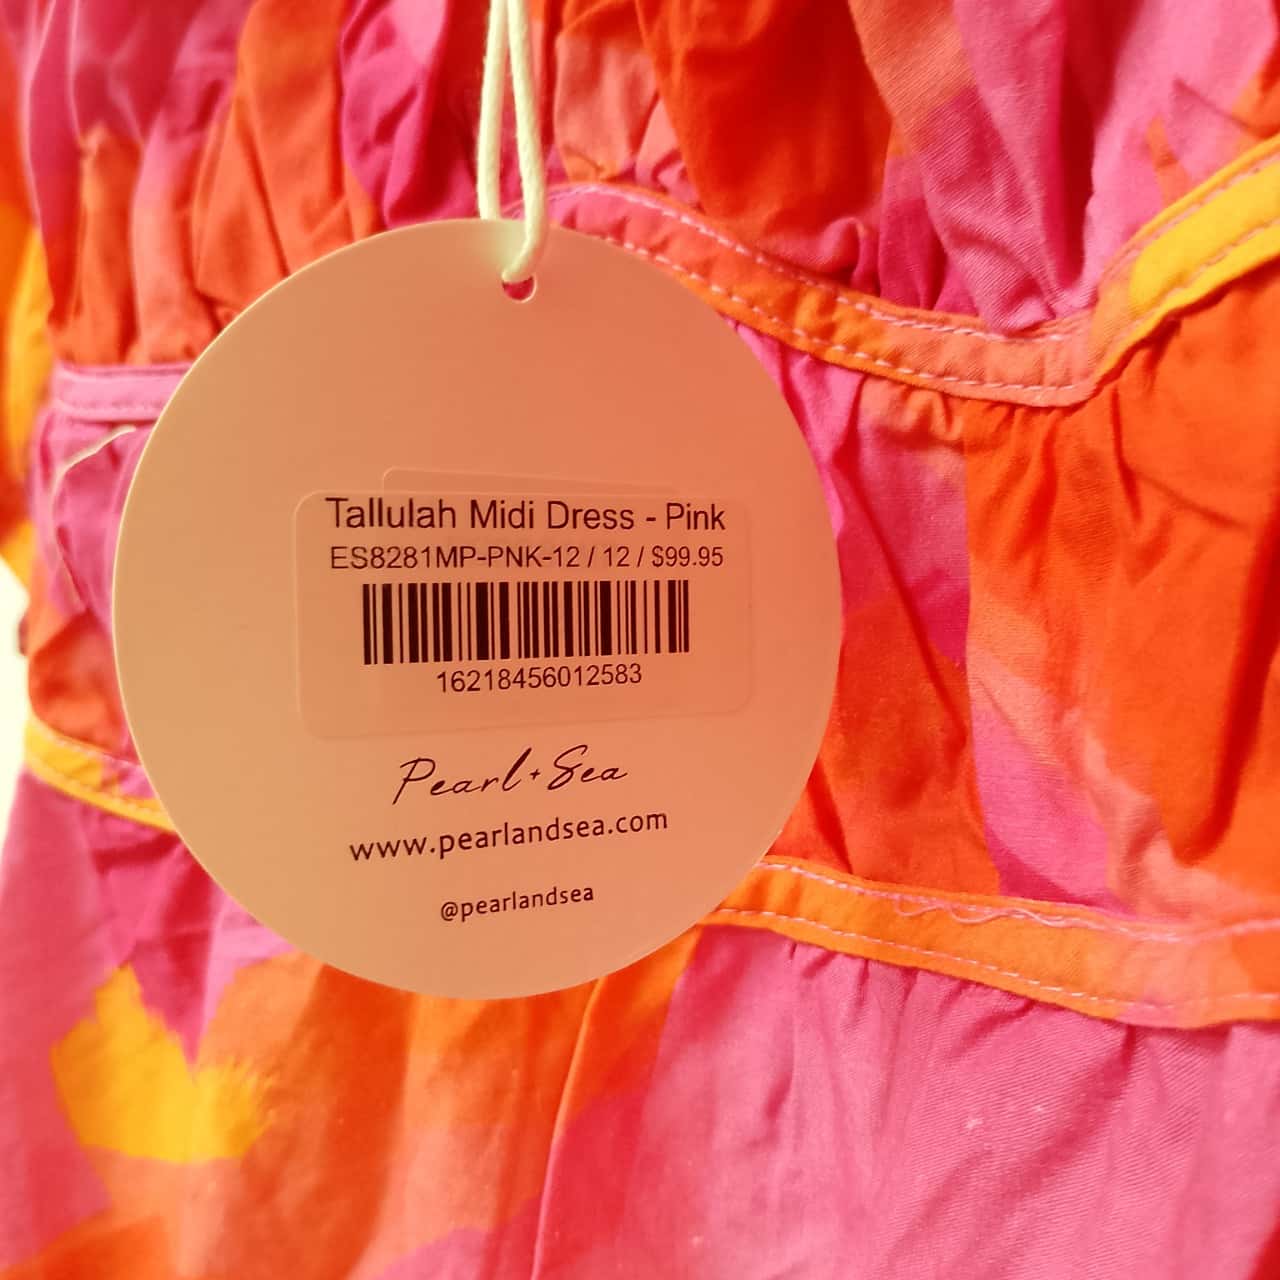 Tallulah Midi Dress - Pink
ES8281MP-PNK-12 / 12 / $99.95
16218456012583
Pearl + Sea
www.pearlandsea.com
@pearlandsea